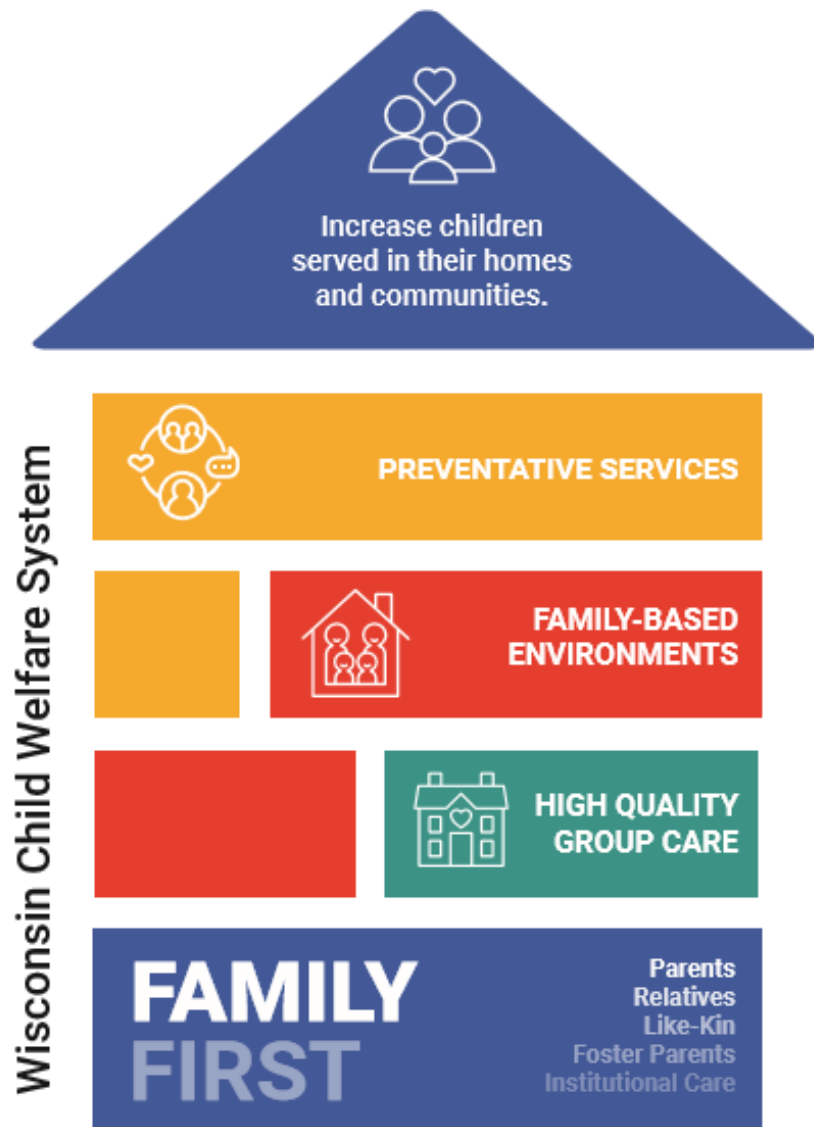 Increase children
served in their homes
and communities.
Wisconsin Child Welfare System
PREVENTATIVE SERVICES
FAMILY-BASED
ENVIRONMENTS
HIGH QUALITY
GROUP CARE
FAMILY
FIRST
Parents
Relatives
Like-Kin
Foster Parents
Institutional Care